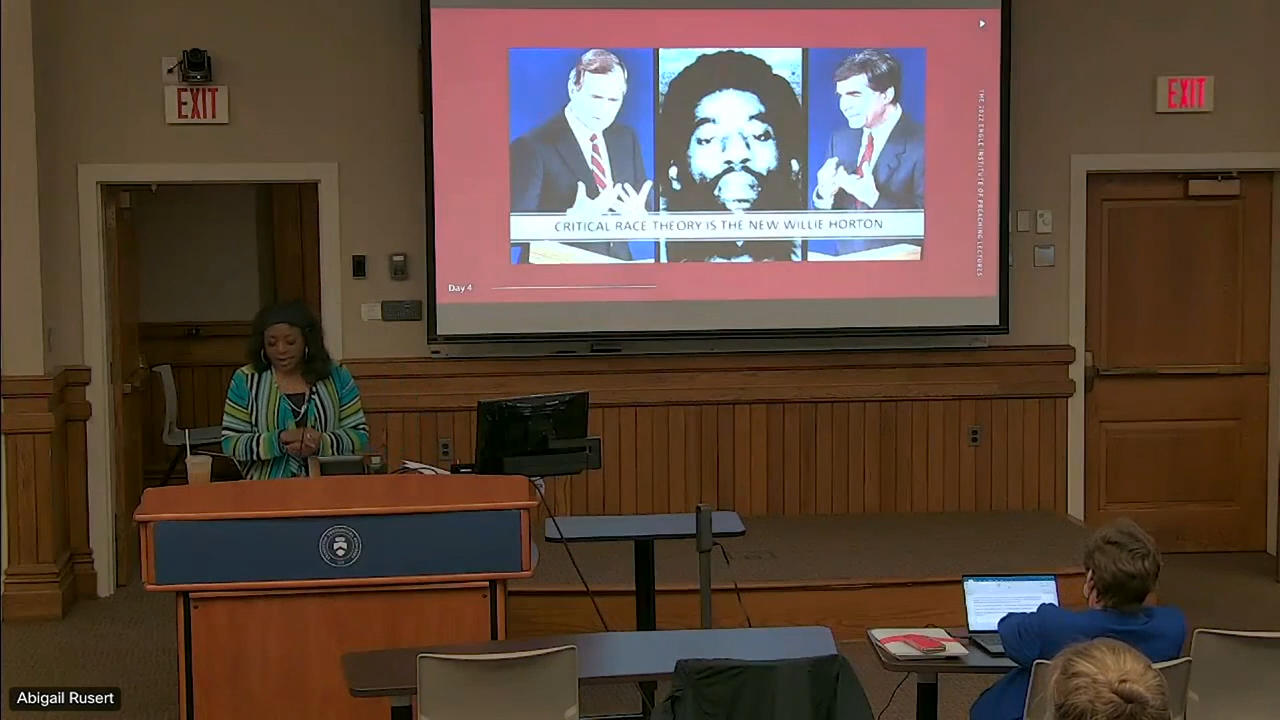 EXIT
EXIT
CRITICAL RACE THEORY IS THE NEW WILLIE HORTON
THE 2022 ENGLE INSTITUTE OF PREACHING LECTURES
Day 4
Abigail Rusert